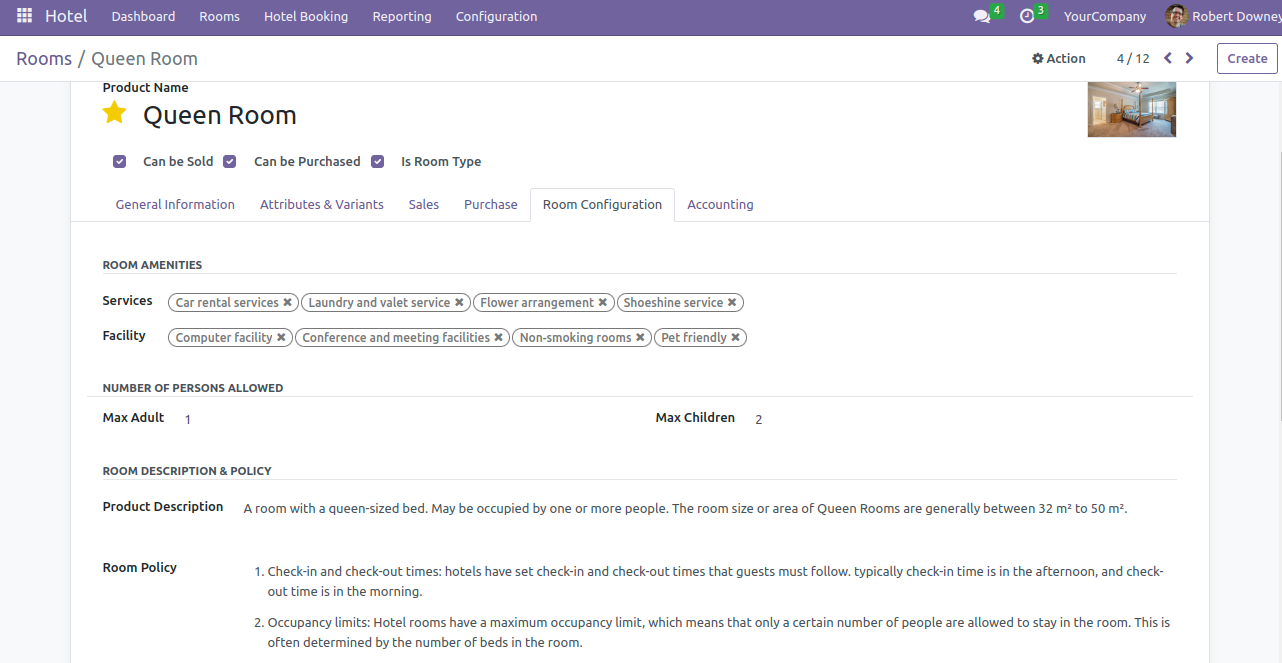 Hotel Dashboard Rooms Hotel Booking Reporting Configuration 4 3 YourCompany Robert Downey
Rooms / Queen Room Action 4 / 12 Create
Product Name
Queen Room
Can be Sold Can be Purchased Is Room Type
General Information Attributes & Variants Sales Purchase Room Configuration Accounting
ROOM AMENITIES
Services Car rental services ✖ Laundry and valet service ✖ Flower arrangement ✖ Shoeshine service ✖
Facility Computer facility ✖ Conference and meeting facilities ✖ Non-smoking rooms ✖ Pet friendly ✖
NUMBER OF PERSONS ALLOWED
Max Adult 1 Max Children 2
ROOM DESCRIPTION & POLICY
Product Description A room with a queen-sized bed. May be occupied by one or more people. The room size or area of Queen Rooms are generally between 32 m² to 50 m².
Room Policy 1. Check-in and check-out times: hotels have set check-in and check-out times that guests must follow. typically check-in time is in the afternoon, and check-
out time is in the morning.
2. Occupancy limits: Hotel rooms have a maximum occupancy limit, which means that only a certain number of people are allowed to stay in the room. This is
often determined by the number of beds in the room.